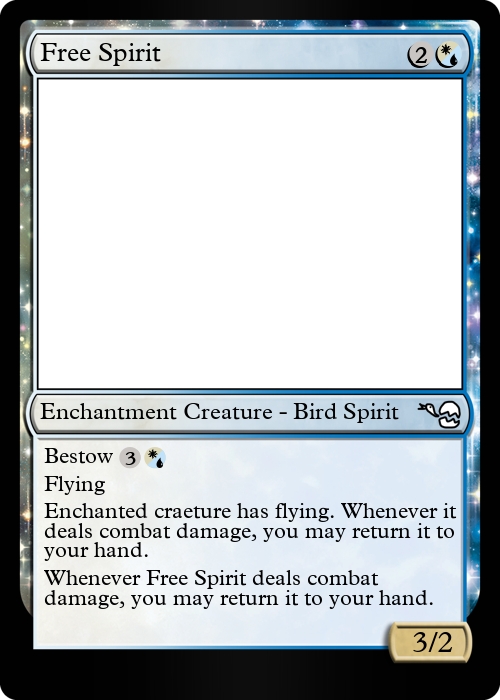 Free Spirit 2
Enchantment Creature - Bird Spirit
Bestow 3
Flying
Enchanted craeture has flying. Whenever it
deals combat damage, you may return it to
your hand.
Whenever Free Spirit deals combat
damage, you may return it to your hand.
3/2